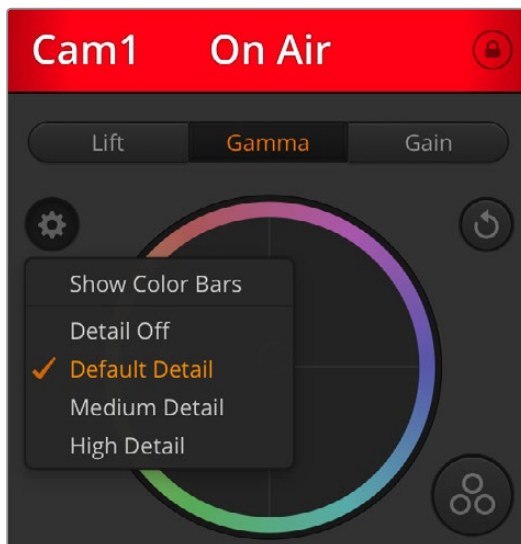 Cam1 On Air
Lift Gamma Gain
Show Color Bars
Detail Off
Default Detail
Medium Detail
High Detail